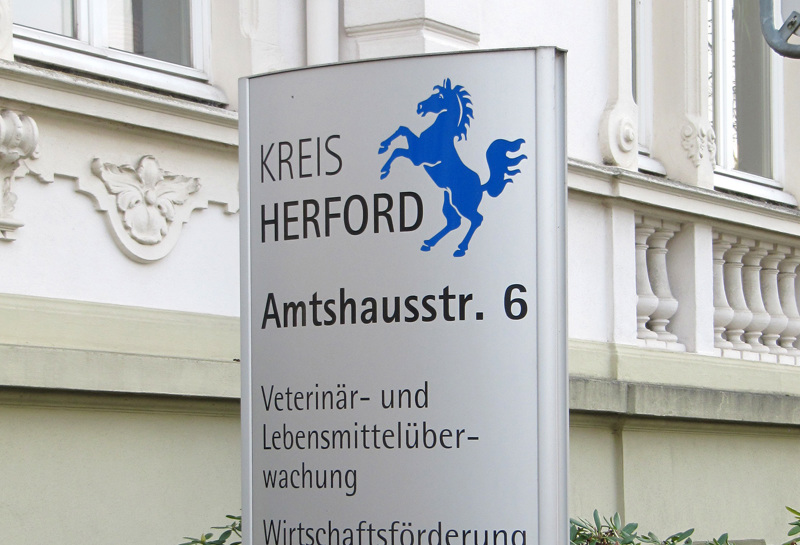 KREIS
HERFORD
Amtshausstr. 6
Veterinär- und
Lebensmittelüber-
wachung
Wirtschaftsförderung